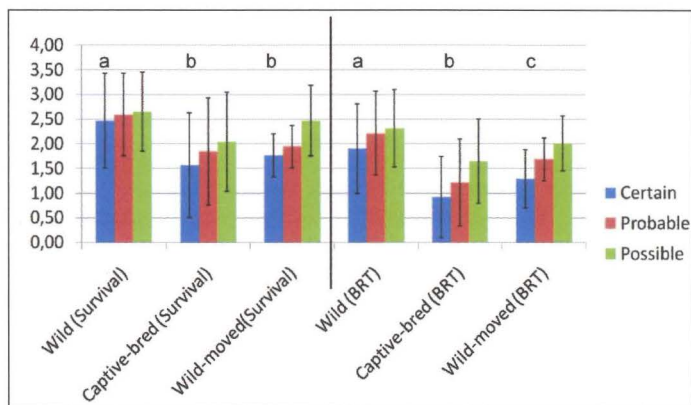 4,00
3,50
3,00
2,50
2,00
1,50
1,00
0,50
0,00
a
b
b
a
b
c
Wild (Survival)
Captive-bred (Survival)
Wild-moved(Survival)
Wild (BRT)
Captive-bred (BRT)
Wild-moved (BRT)
Certain
Probable
Possible